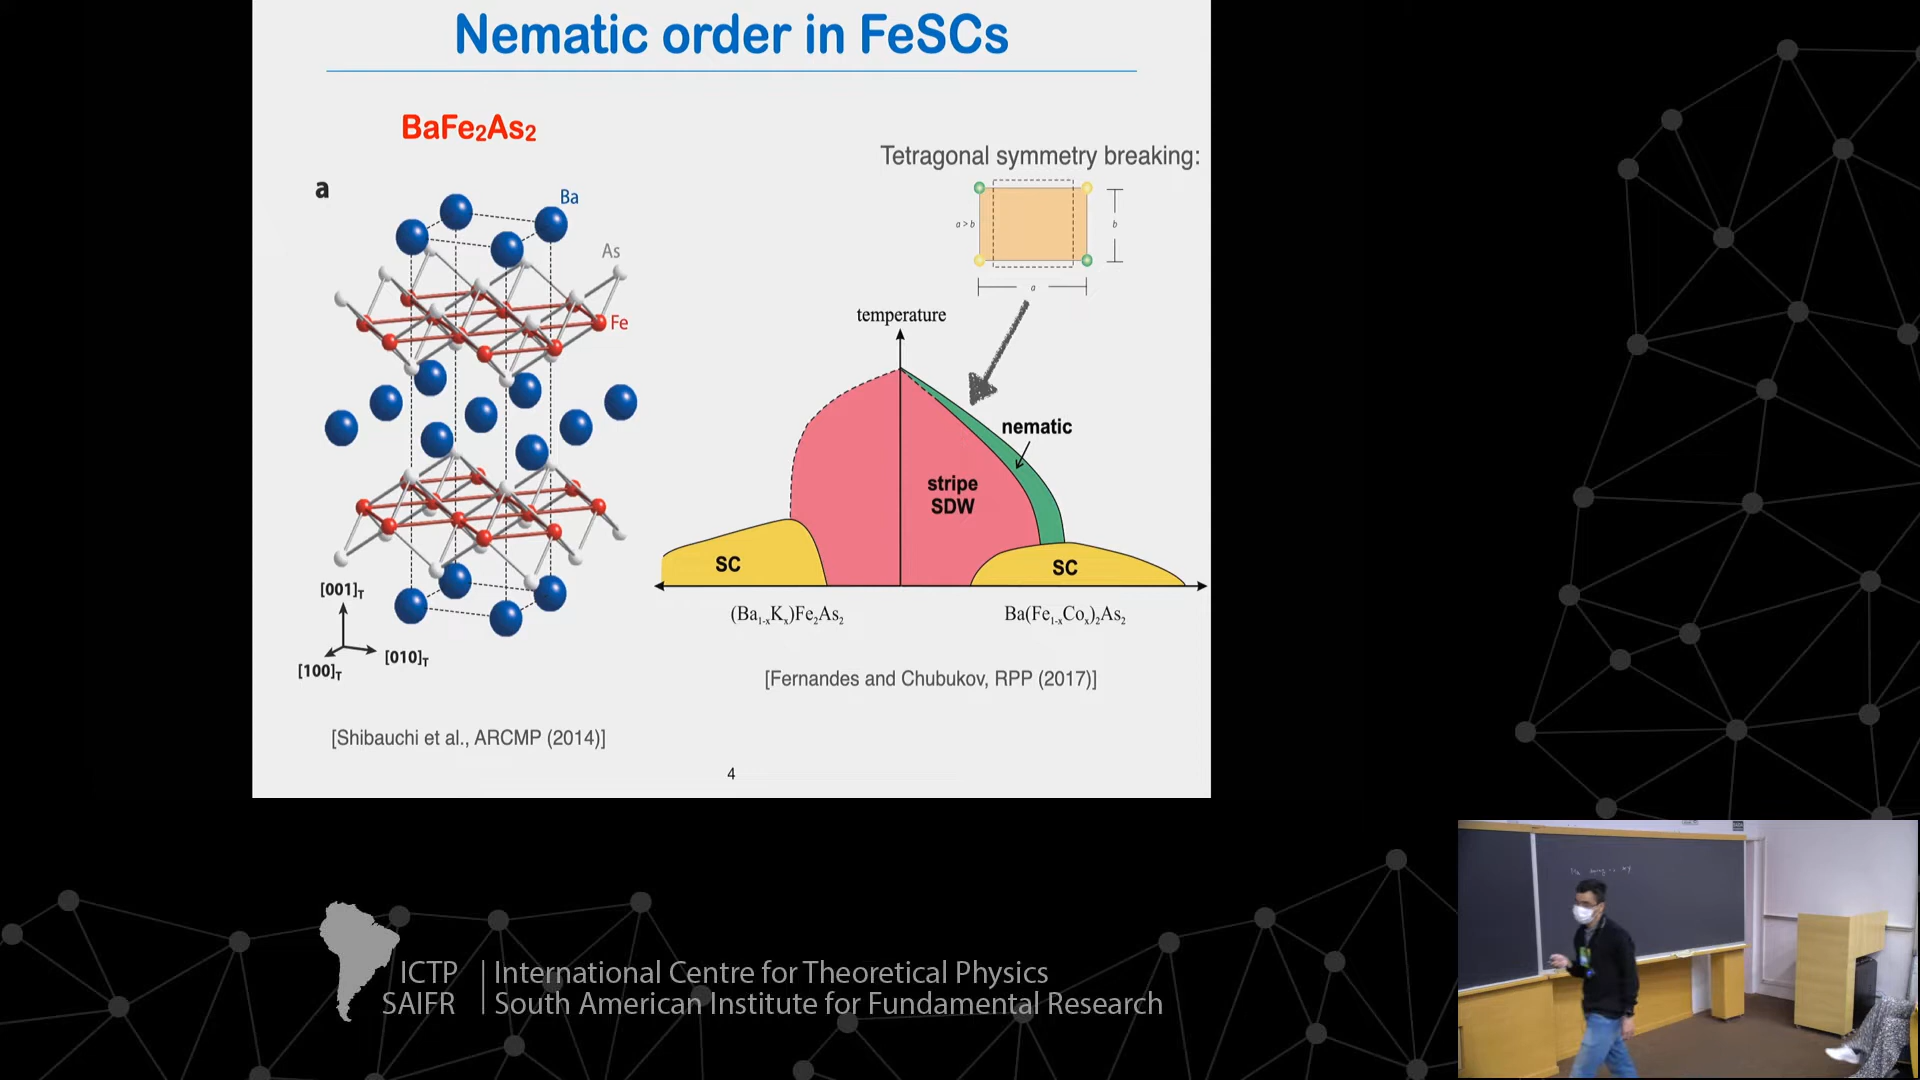 Nematic order in FeSCs
BaFe2As2
a
Ba
As
Fe
[001]T
[010]T
[100]T
[Shibauchi et al., ARCMP (2014)]
Tetragonal symmetry breaking:
a > b
b
a
temperature
nematic
stripe
SDW
SC
SC
(Ba1-xKx)Fe2As2
Ba(Fe1-xCox)2As2
[Fernandes and Chubukov, RPP (2017)]
4
ICTP
SAIFR
International Centre for Theoretical Physics
South American Institute for Fundamental Research